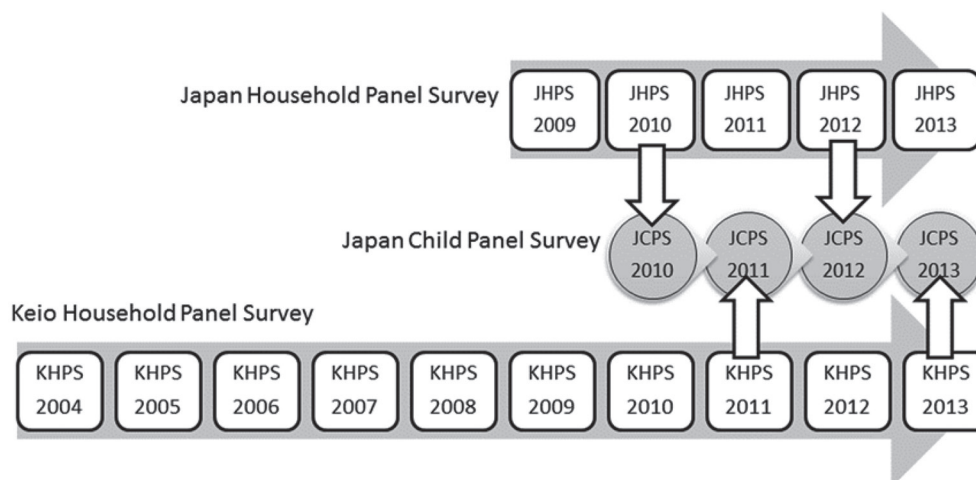 Japan Household Panel Survey
JHPS JHPS JHPS JHPS JHPS
2009 2010 2011 2012 2013
Japan Child Panel Survey
JCPS JCPS JCPS JCPS
2010 2011 2012 2013
Keio Household Panel Survey
KHPS KHPS KHPS KHPS KHPS KHPS KHPS KHPS KHPS KHPS
2004 2005 2006 2007 2008 2009 2010 2011 2012 2013